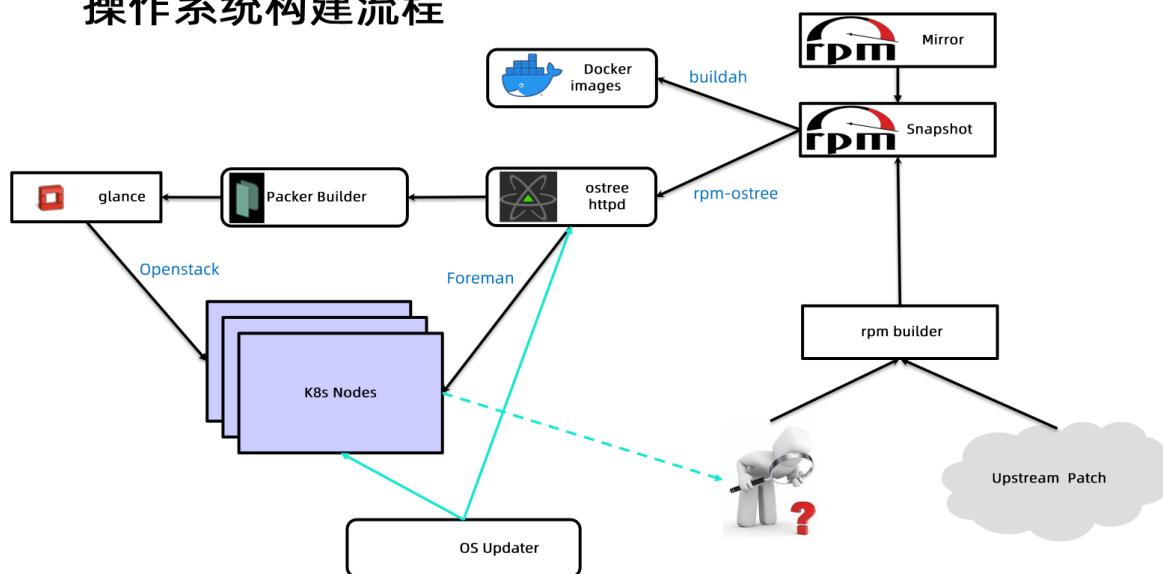 操作系统构建流程
rpm
Mirror
Docker
images
buildah
rpm
Snapshot
glance
Packer Builder
ostree
httpd
rpm-ostree
Openstack
Foreman
rpm builder
K8s Nodes
Upstream Patch
?
OS Updater